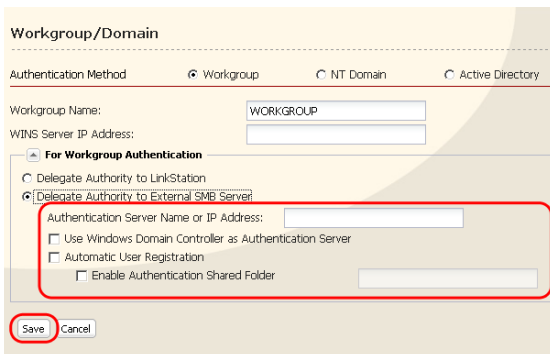 Workgroup/Domain
Authentication Method Workgroup NT Domain Active Directory
Workgroup Name: WORKGROUP
WINS Server IP Address:
For Workgroup Authentication
Delegate Authority to LinkStation
Delegate Authority to External SMB Server
Authentication Server Name or IP Address:
Use Windows Domain Controller as Authentication Server
Automatic User Registration
Enable Authentication Shared Folder
Save Cancel